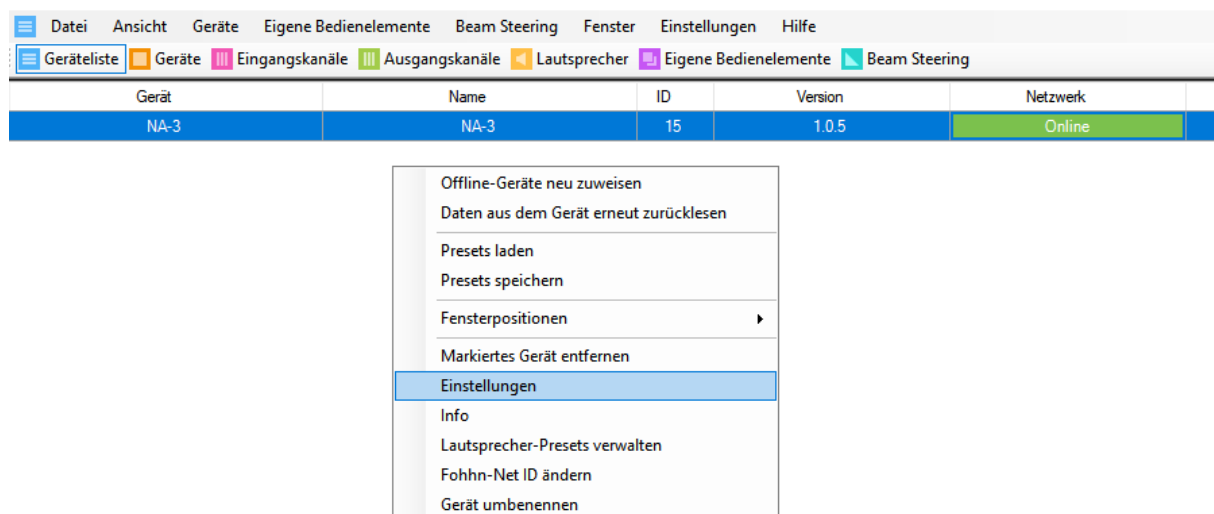 Datei Ansicht Geräte Eigene Bedienelemente Beam Steering Fenster Einstellungen Hilfe
Geräteliste Geräte Eingangskanäle Ausgangskanäle Lautsprecher Eigene Bedienelemente Beam Steering
Gerät Name ID Version Netzwerk
NA-3 NA-3 15 1.0.5 Online
Offline-Geräte neu zuweisen
Daten aus dem Gerät erneut zurücklesen
Presets laden
Presets speichern
Fensterpositionen
Markiertes Gerät entfernen
Einstellungen
Info
Lautsprecher-Presets verwalten
Fohhn-Net ID ändern
Gerät umbenennen